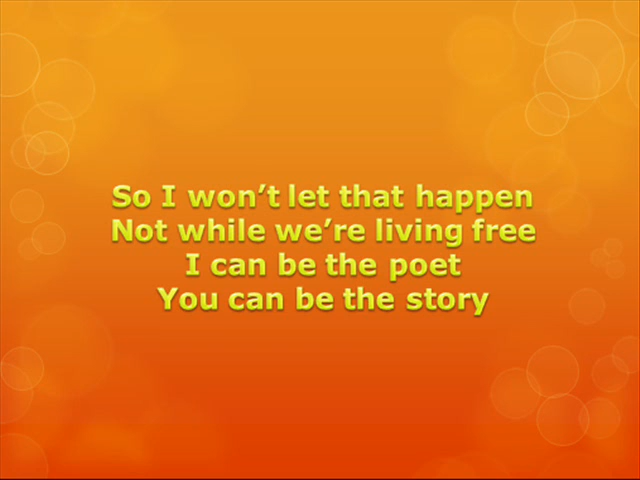 So I won’t let that happen
Not while we’re living free
I can be the poet
You can be the story